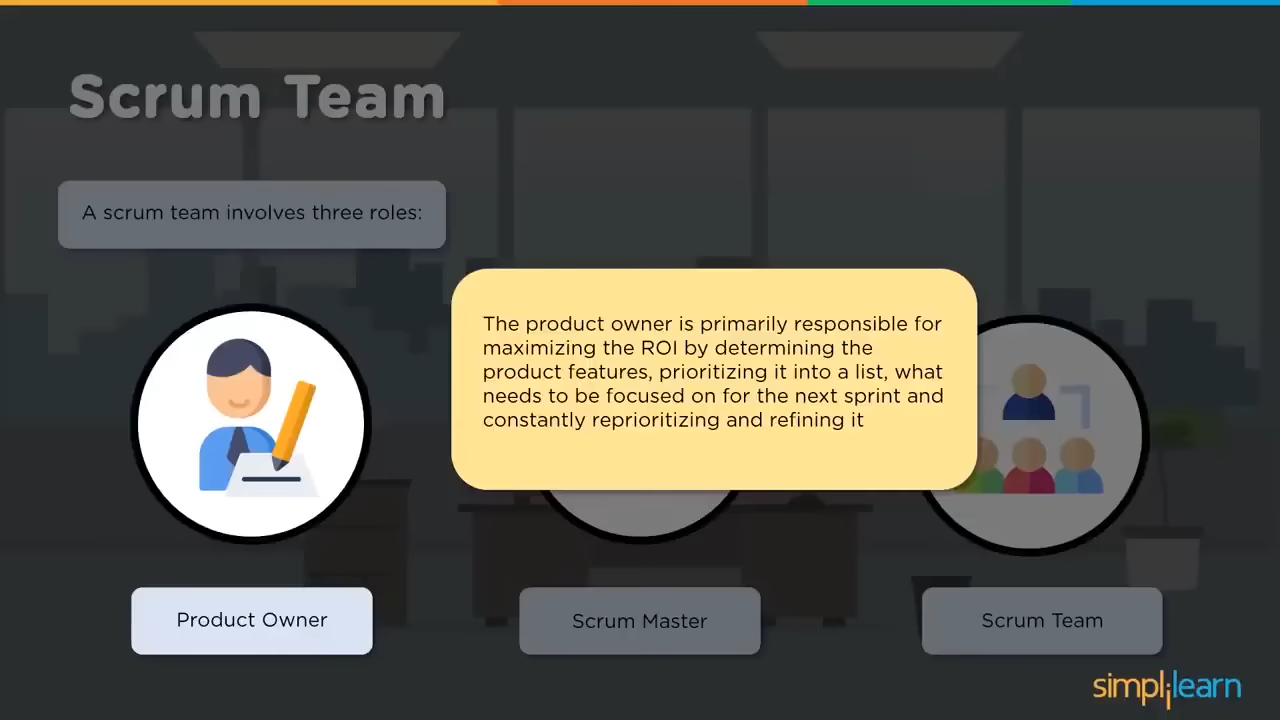 Scrum Team
A scrum team involves three roles:
The product owner is primarily responsible for
maximizing the ROI by determining the
product features, prioritizing it into a list, what
needs to be focused on for the next sprint and
constantly reprioritizing and refining it
Product Owner
Scrum Master
Scrum Team
simplilearn